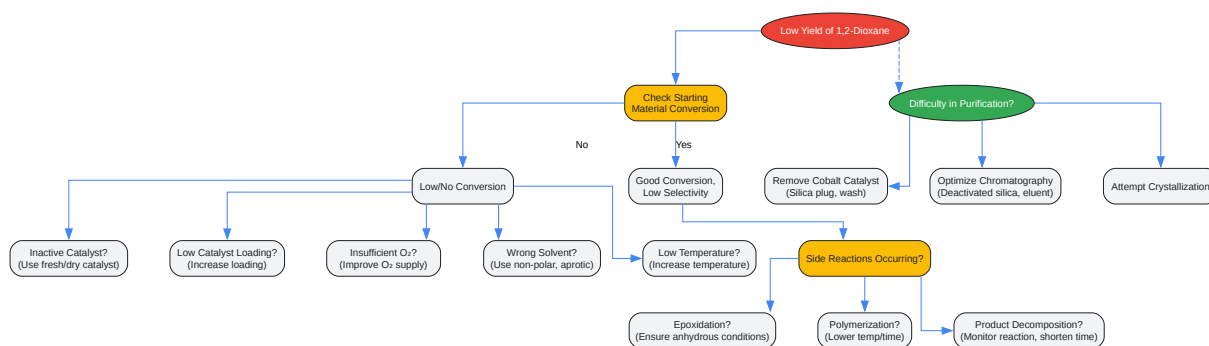 Low Yield of 1,2-Dioxane
Check Starting
Material Conversion
Difficulty in Purification?
No
Yes
Low/No Conversion
Good Conversion,
Low Selectivity
Remove Cobalt Catalyst
(Silica plug, wash)
Optimize Chromatography
(Deactivated silica, eluent)
Attempt Crystallization
Inactive Catalyst?
(Use fresh/dry catalyst)
Low Catalyst Loading?
(Increase loading)
Insufficient O₂?
(Improve O₂ supply)
Wrong Solvent?
(Use non-polar, aprotic)
Low Temperature?
(Increase temperature)
Side Reactions Occurring?
Epoxidation?
(Ensure anhydrous conditions)
Polymerization?
(Lower temp/time)
Product Decomposition?
(Monitor reaction, shorten time)